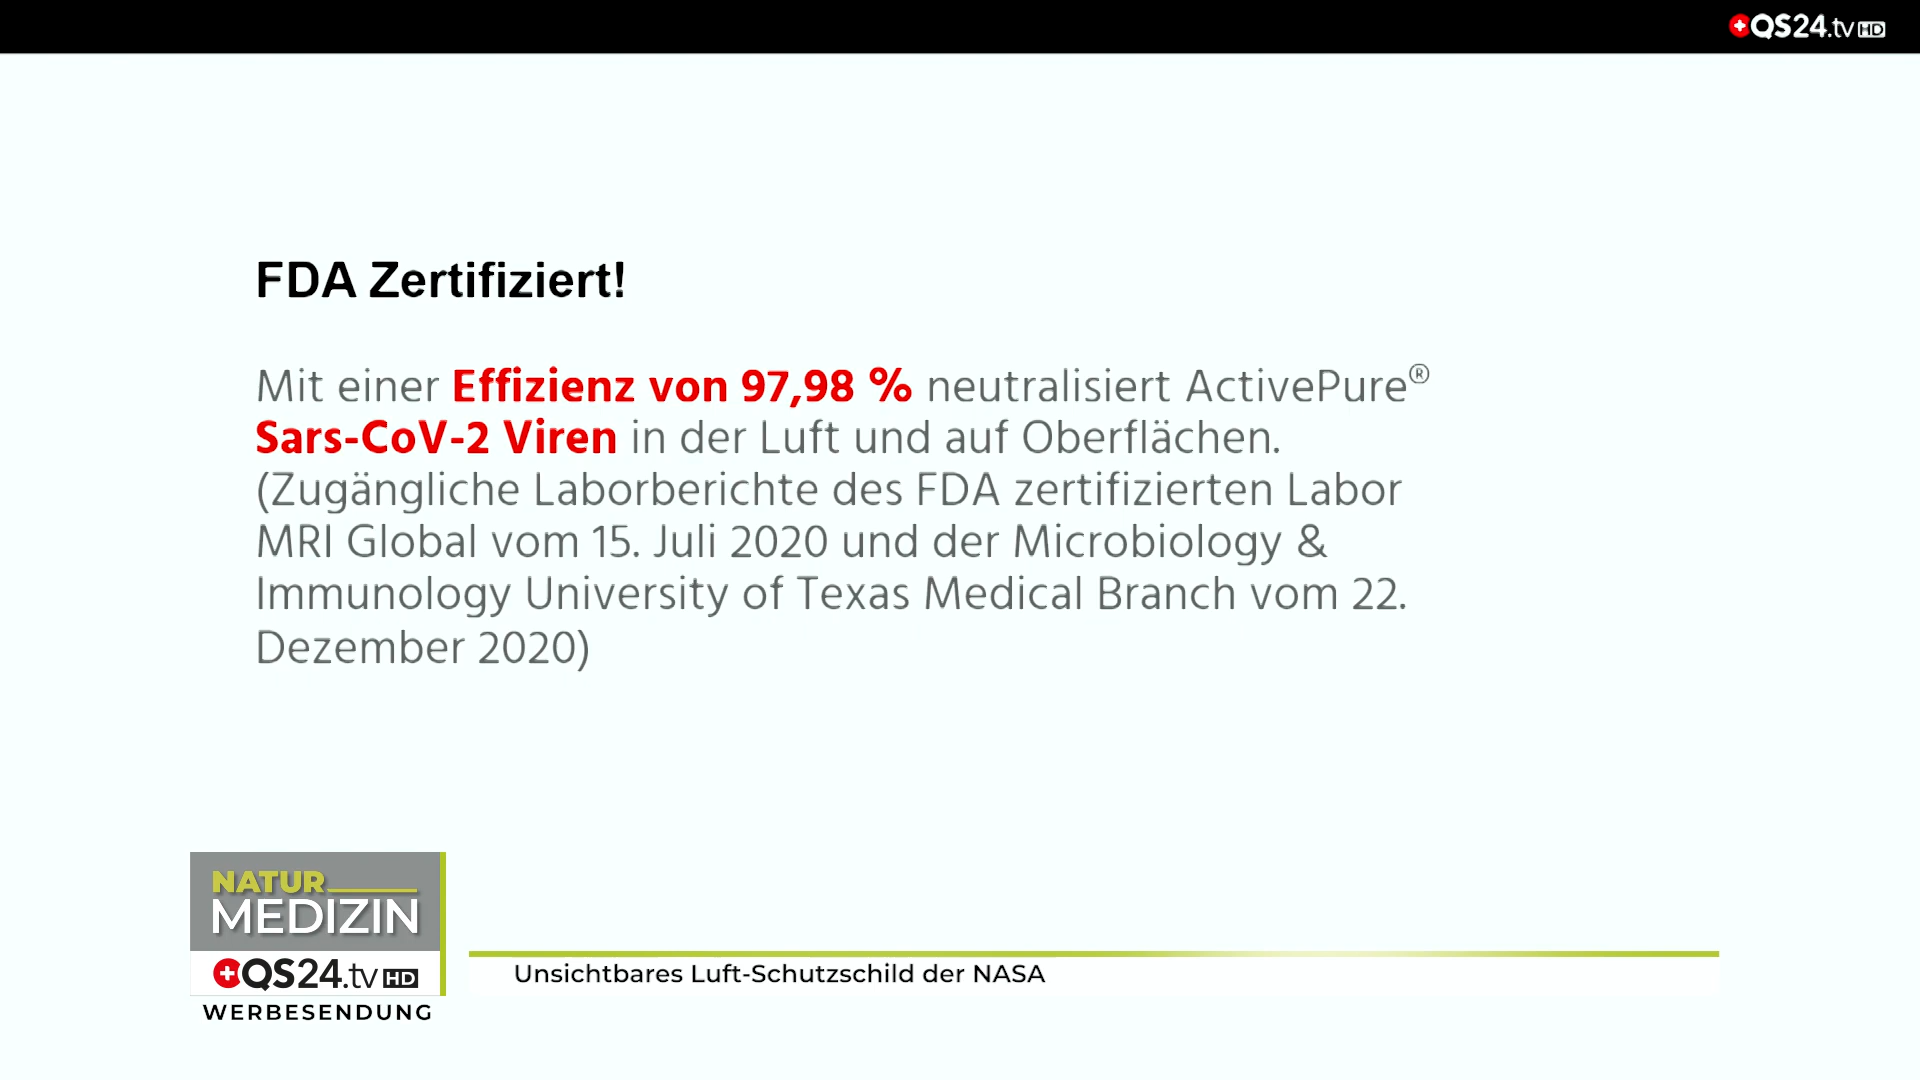 QS24.tv HD
FDA Zertifiziert!
Mit einer Effizienz von 97,98 % neutralisiert ActivePure®
Sars-CoV-2 Viren in der Luft und auf Oberflächen.
(Zugängliche Laborberichte des FDA zertifizierten Labor
MRI Global vom 15. Juli 2020 und der Microbiology &
Immunology University of Texas Medical Branch vom 22.
Dezember 2020)
NATUR
MEDIZIN
QS24.tv HD
WERBESENDUNG
Unsichtbares Luft-Schutzschild der NASA